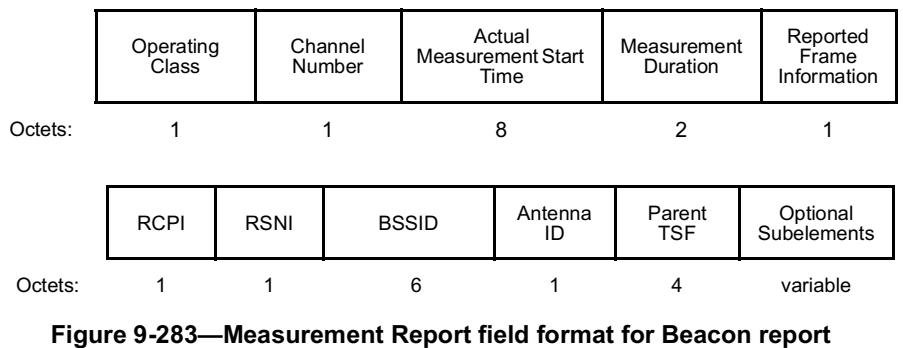 Operating Class
Channel Number
Actual Measurement Start Time
Measurement Duration
Reported Frame Information
Octets: 1 1 8 2 1
RCPI
RSNI
BSSID
Antenna ID
Parent TSF
Optional Subelements
Octets: 1 1 6 1 4 variable
Figure 9-283—Measurement Report field format for Beacon report